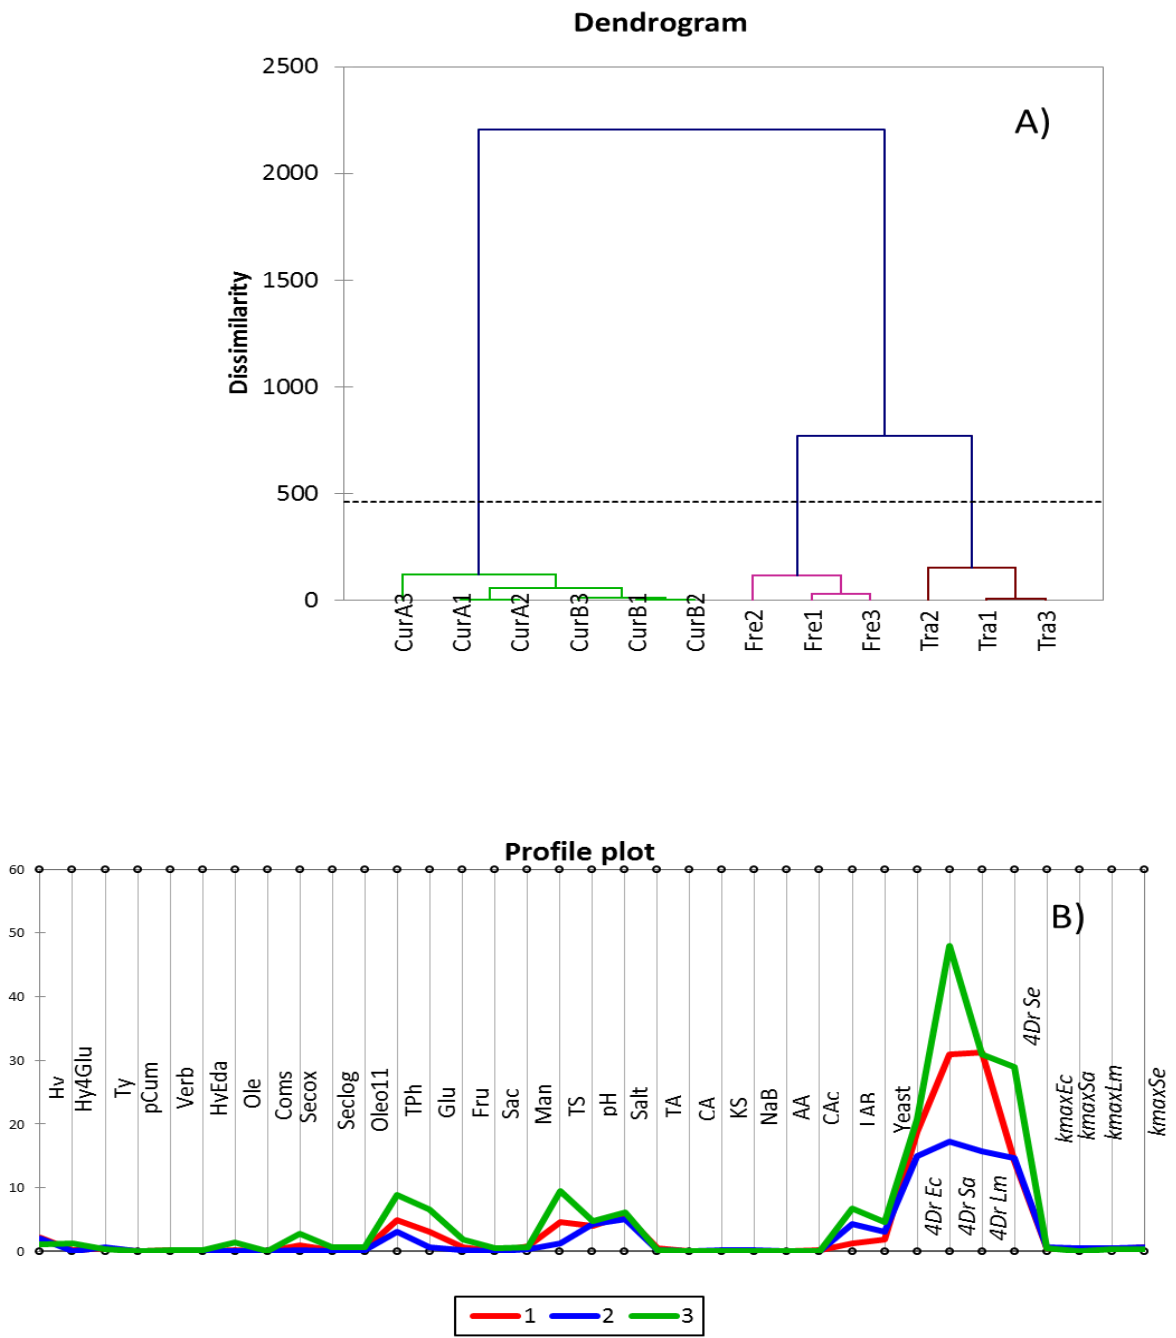 Dendrogram
2500
A)
2000
1500
1000
500
0
Dissimilarity
CurA3
CurA1
CurA2
CurB3
CurB1
CurB2
Fre2
Fre1
Fre3
Tra2
Tra1
Tra3
Profile plot
60
B)
50
40
30
20
10
0
Hv
Hy4Glu
Ty
pCum
Verb
HvEda
Ole
Coms
Secox
Seclog
Oleo11
TPh
Glu
Fru
Sac
Man
TS
pH
Salt
TA
CA
KS
NaB
AA
CAc
l AR
Yeast
4Dr Ec
4Dr Sa
4Dr Lm
4Dr Se
kmaxEc
kmaxSa
kmaxLm
kmaxSe
1 2 3